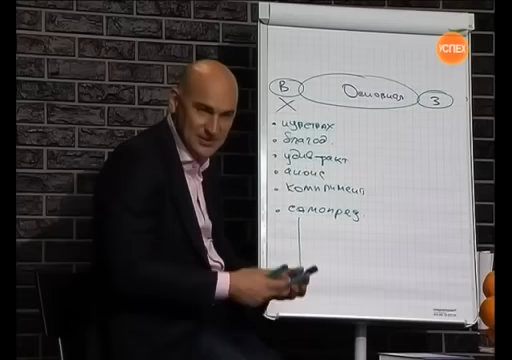 УСПЕХ
В Основная З
• чувствах
• благод.
• удив-факт
• анонс
• комплимент
• самопрез.